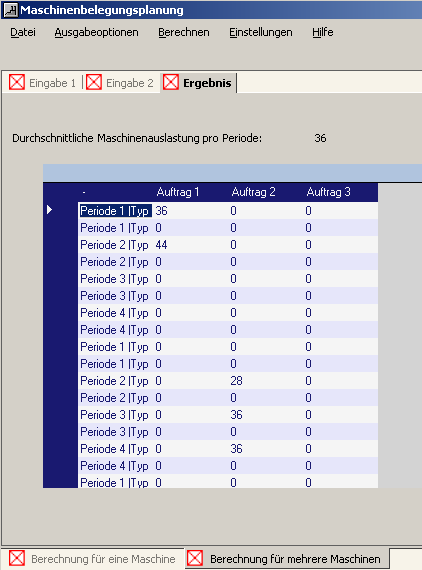 Maschinenbelegungsplanung
Datei Ausgabeoptionen Berechnen Einstellungen Hilfe
Eingabe 1 Eingabe 2 Ergebnis
Durchschnittliche Maschinenauslastung pro Periode: 36
- Auftrag 1 Auftrag 2 Auftrag 3
Periode 1 |Typ 36 0 0
Periode 1 |Typ 0 0 0
Periode 2 |Typ 44 0 0
Periode 2 |Typ 0 0 0
Periode 3 |Typ 0 0 0
Periode 3 |Typ 0 0 0
Periode 4 |Typ 0 0 0
Periode 4 |Typ 0 0 0
Periode 1 |Typ 0 0 0
Periode 1 |Typ 0 0 0
Periode 2 |Typ 0 28 0
Periode 2 |Typ 0 0 0
Periode 3 |Typ 0 36 0
Periode 3 |Typ 0 0 0
Periode 4 |Typ 0 36 0
Periode 4 |Typ 0 0 0
Periode 1 |Typ 0 0 0
Berechnung für eine Maschine Berechnung für mehrere Maschinen